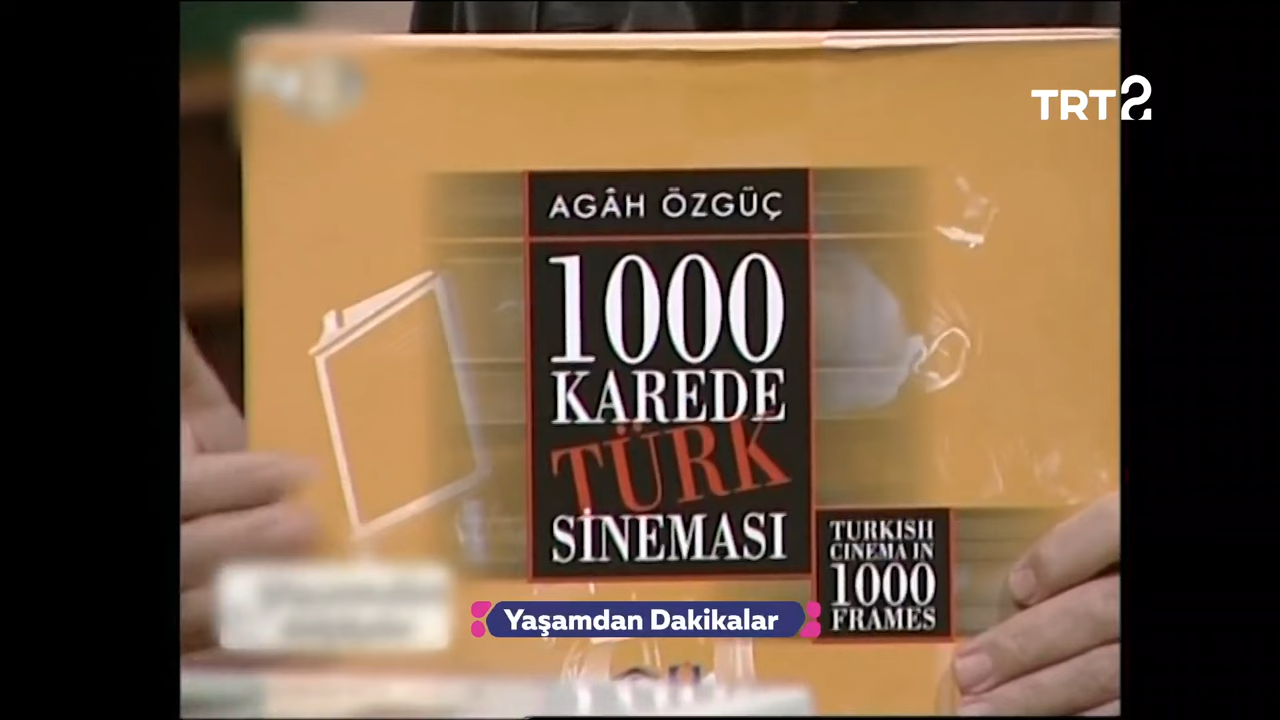 TRT2
AGÂH ÖZGÜÇ
1000
KAREDE
TÜRK
SİNEMASI
TURKISH
CINEMA IN
1000
FRAMES
Yaşamdan Dakikalar